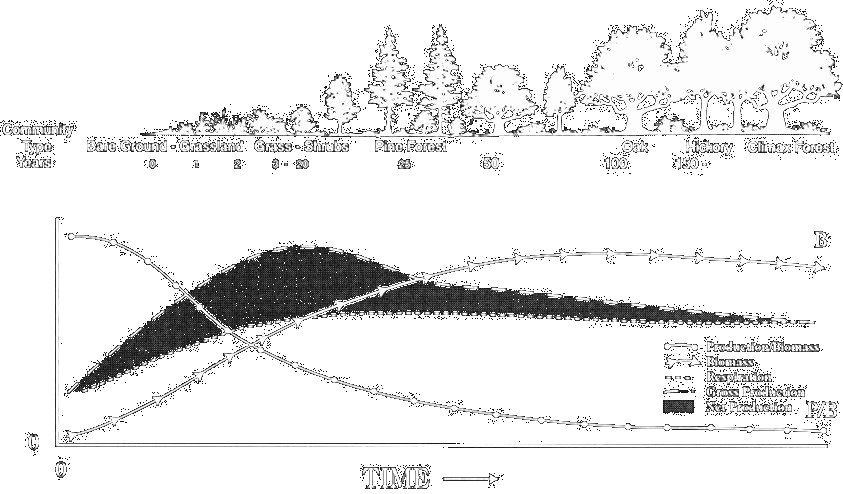 Community
Type Bare Ground - Grassland Grass - Shrubs Pine Forest Oak Hickory Climax Forest
Years 0 1 2 3 - 20 25 50 100 150
B
Production/Biomass
Biomass
Respiration
Gross Production
Net Production
P/B
0
0
TIME